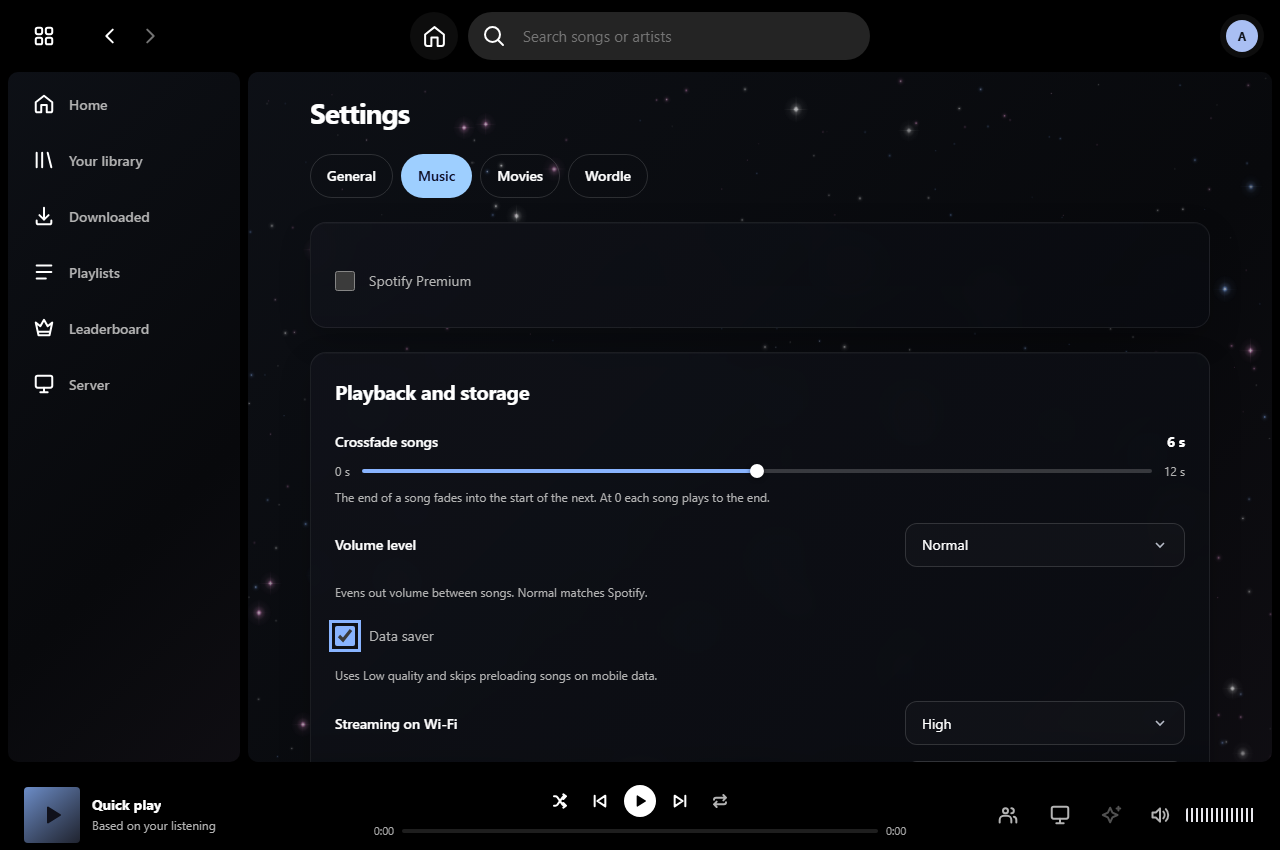 Search songs or artists
A
Home
Your library
Downloaded
Playlists
Leaderboard
Server
Settings
General
Music
Movies
Wordle
Spotify Premium
Playback and storage
Crossfade songs
6 s
0 s
12 s
The end of a song fades into the start of the next. At 0 each song plays to the end.
Volume level
Normal
Evens out volume between songs. Normal matches Spotify.
Data saver
Uses Low quality and skips preloading songs on mobile data.
Streaming on Wi-Fi
High
Quick play
Based on your listening
0:00
0:00